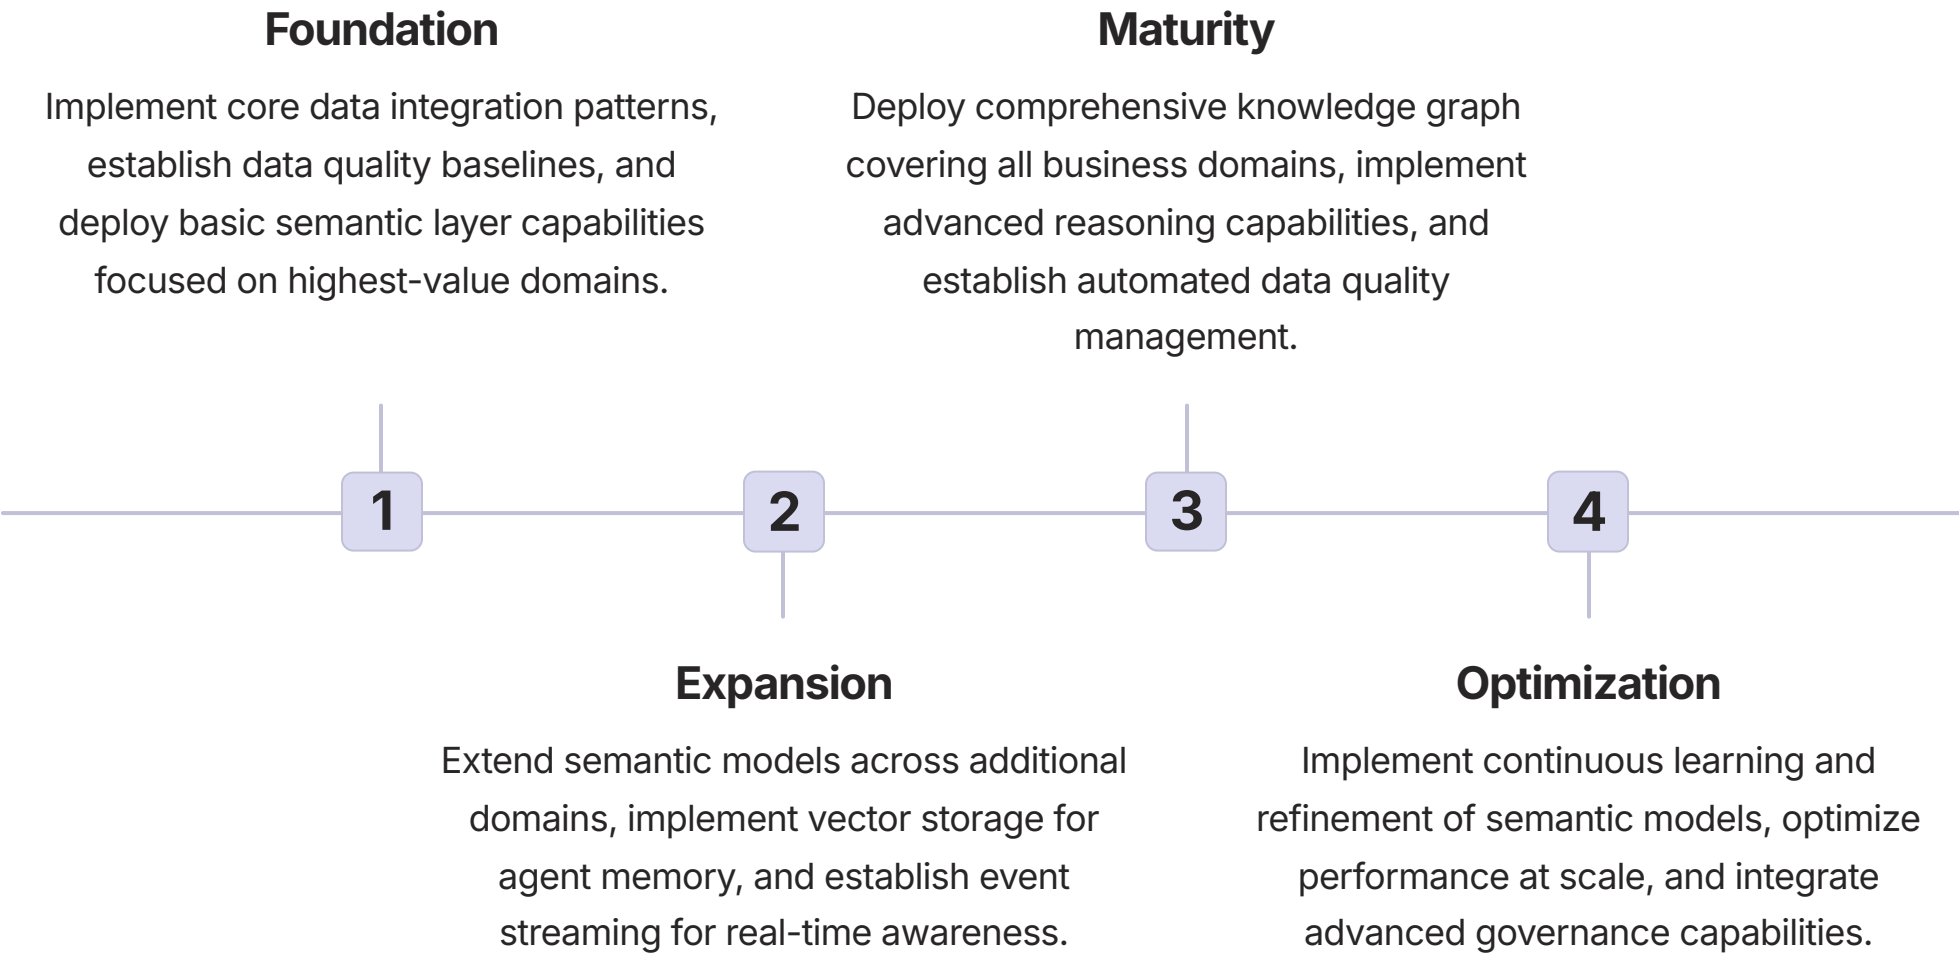 Foundation
Implement core data integration patterns,
establish data quality baselines, and
deploy basic semantic layer capabilities
focused on highest-value domains.
Maturity
Deploy comprehensive knowledge graph
covering all business domains, implement
advanced reasoning capabilities, and
establish automated data quality
management.
1
2
3
4
Expansion
Extend semantic models across additional
domains, implement vector storage for
agent memory, and establish event
streaming for real-time awareness.
Optimization
Implement continuous learning and
refinement of semantic models, optimize
performance at scale, and integrate
advanced governance capabilities.